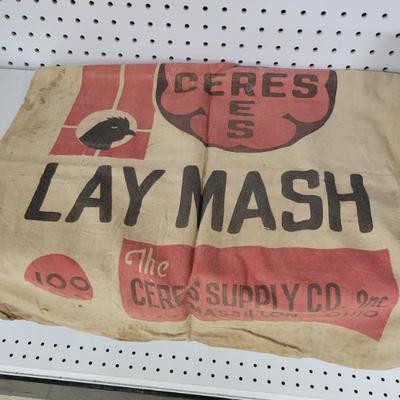 CERES
CERES
LAY MASH
100
The
CERES SUPPLY CO. Inc
MASSILLON, OHIO